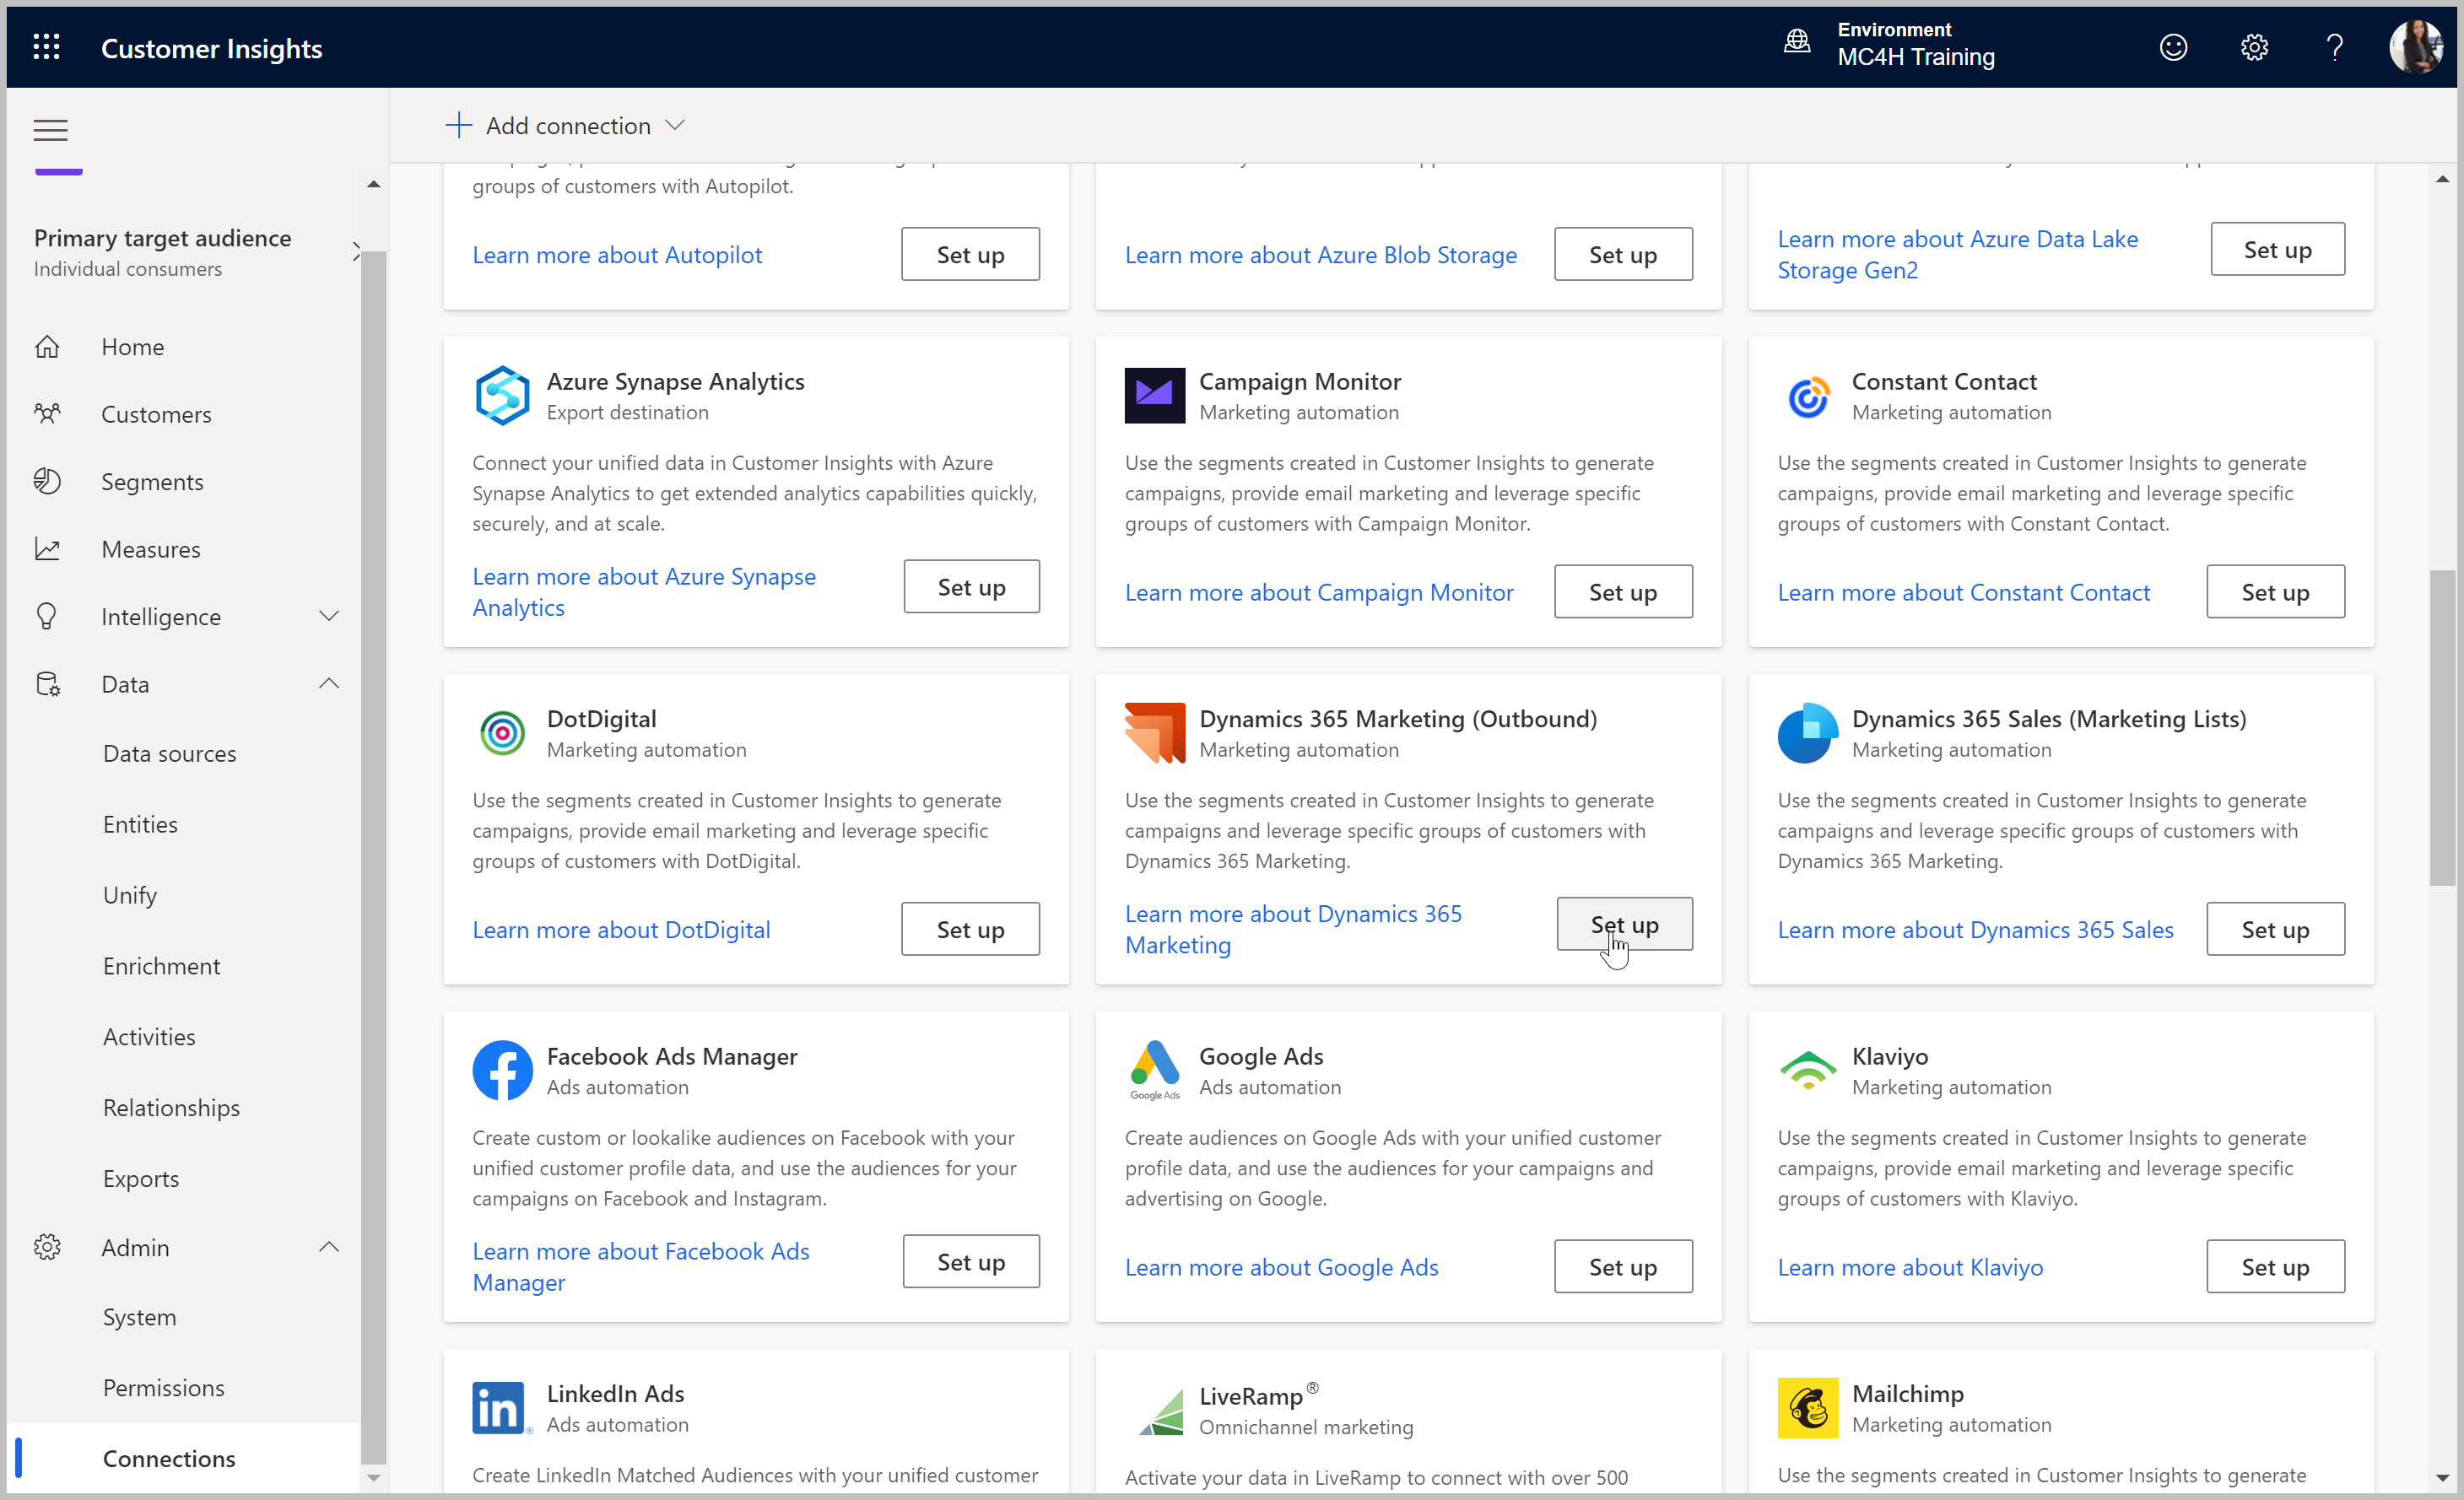 Customer Insights
Environment
MC4H Training
Add connection
Primary target audience
Individual consumers
Home
Customers
Segments
Measures
Intelligence
Data
Data sources
Entities
Unify
Enrichment
Activities
Relationships
Exports
Admin
System
Permissions
Connections
groups of customers with Autopilot.
Learn more about Autopilot
Set up
Learn more about Azure Blob Storage
Set up
Learn more about Azure Data Lake
Storage Gen2
Set up
Azure Synapse Analytics
Export destination
Connect your unified data in Customer Insights with Azure
Synapse Analytics to get extended analytics capabilities quickly,
securely, and at scale.
Learn more about Azure Synapse
Analytics
Set up
Campaign Monitor
Marketing automation
Use the segments created in Customer Insights to generate
campaigns, provide email marketing and leverage specific
groups of customers with Campaign Monitor.
Learn more about Campaign Monitor
Set up
Constant Contact
Marketing automation
Use the segments created in Customer Insights to generate
campaigns, provide email marketing and leverage specific
groups of customers with Constant Contact.
Learn more about Constant Contact
Set up
DotDigital
Marketing automation
Use the segments created in Customer Insights to generate
campaigns, provide email marketing and leverage specific
groups of customers with DotDigital.
Learn more about DotDigital
Set up
Dynamics 365 Marketing (Outbound)
Marketing automation
Use the segments created in Customer Insights to generate
campaigns and leverage specific groups of customers with
Dynamics 365 Marketing.
Learn more about Dynamics 365
Marketing
Set up
Dynamics 365 Sales (Marketing Lists)
Marketing automation
Use the segments created in Customer Insights to generate
campaigns and leverage specific groups of customers with
Dynamics 365 Marketing.
Learn more about Dynamics 365 Sales
Set up
Facebook Ads Manager
Ads automation
Create custom or lookalike audiences on Facebook with your
unified customer profile data, and use the audiences for your
campaigns on Facebook and Instagram.
Learn more about Facebook Ads
Manager
Set up
Google Ads
Google Ads
Ads automation
Create audiences on Google Ads with your unified customer
profile data, and use the audiences for your campaigns and
advertising on Google.
Learn more about Google Ads
Set up
Klaviyo
Marketing automation
Use the segments created in Customer Insights to generate
campaigns, provide email marketing and leverage specific
groups of customers with Klaviyo.
Learn more about Klaviyo
Set up
in
LinkedIn Ads
Ads automation
Create LinkedIn Matched Audiences with your unified customer
LiveRamp®
Omnichannel marketing
Activate your data in LiveRamp to connect with over 500
Mailchimp
Marketing automation
Use the segments created in Customer Insights to generate